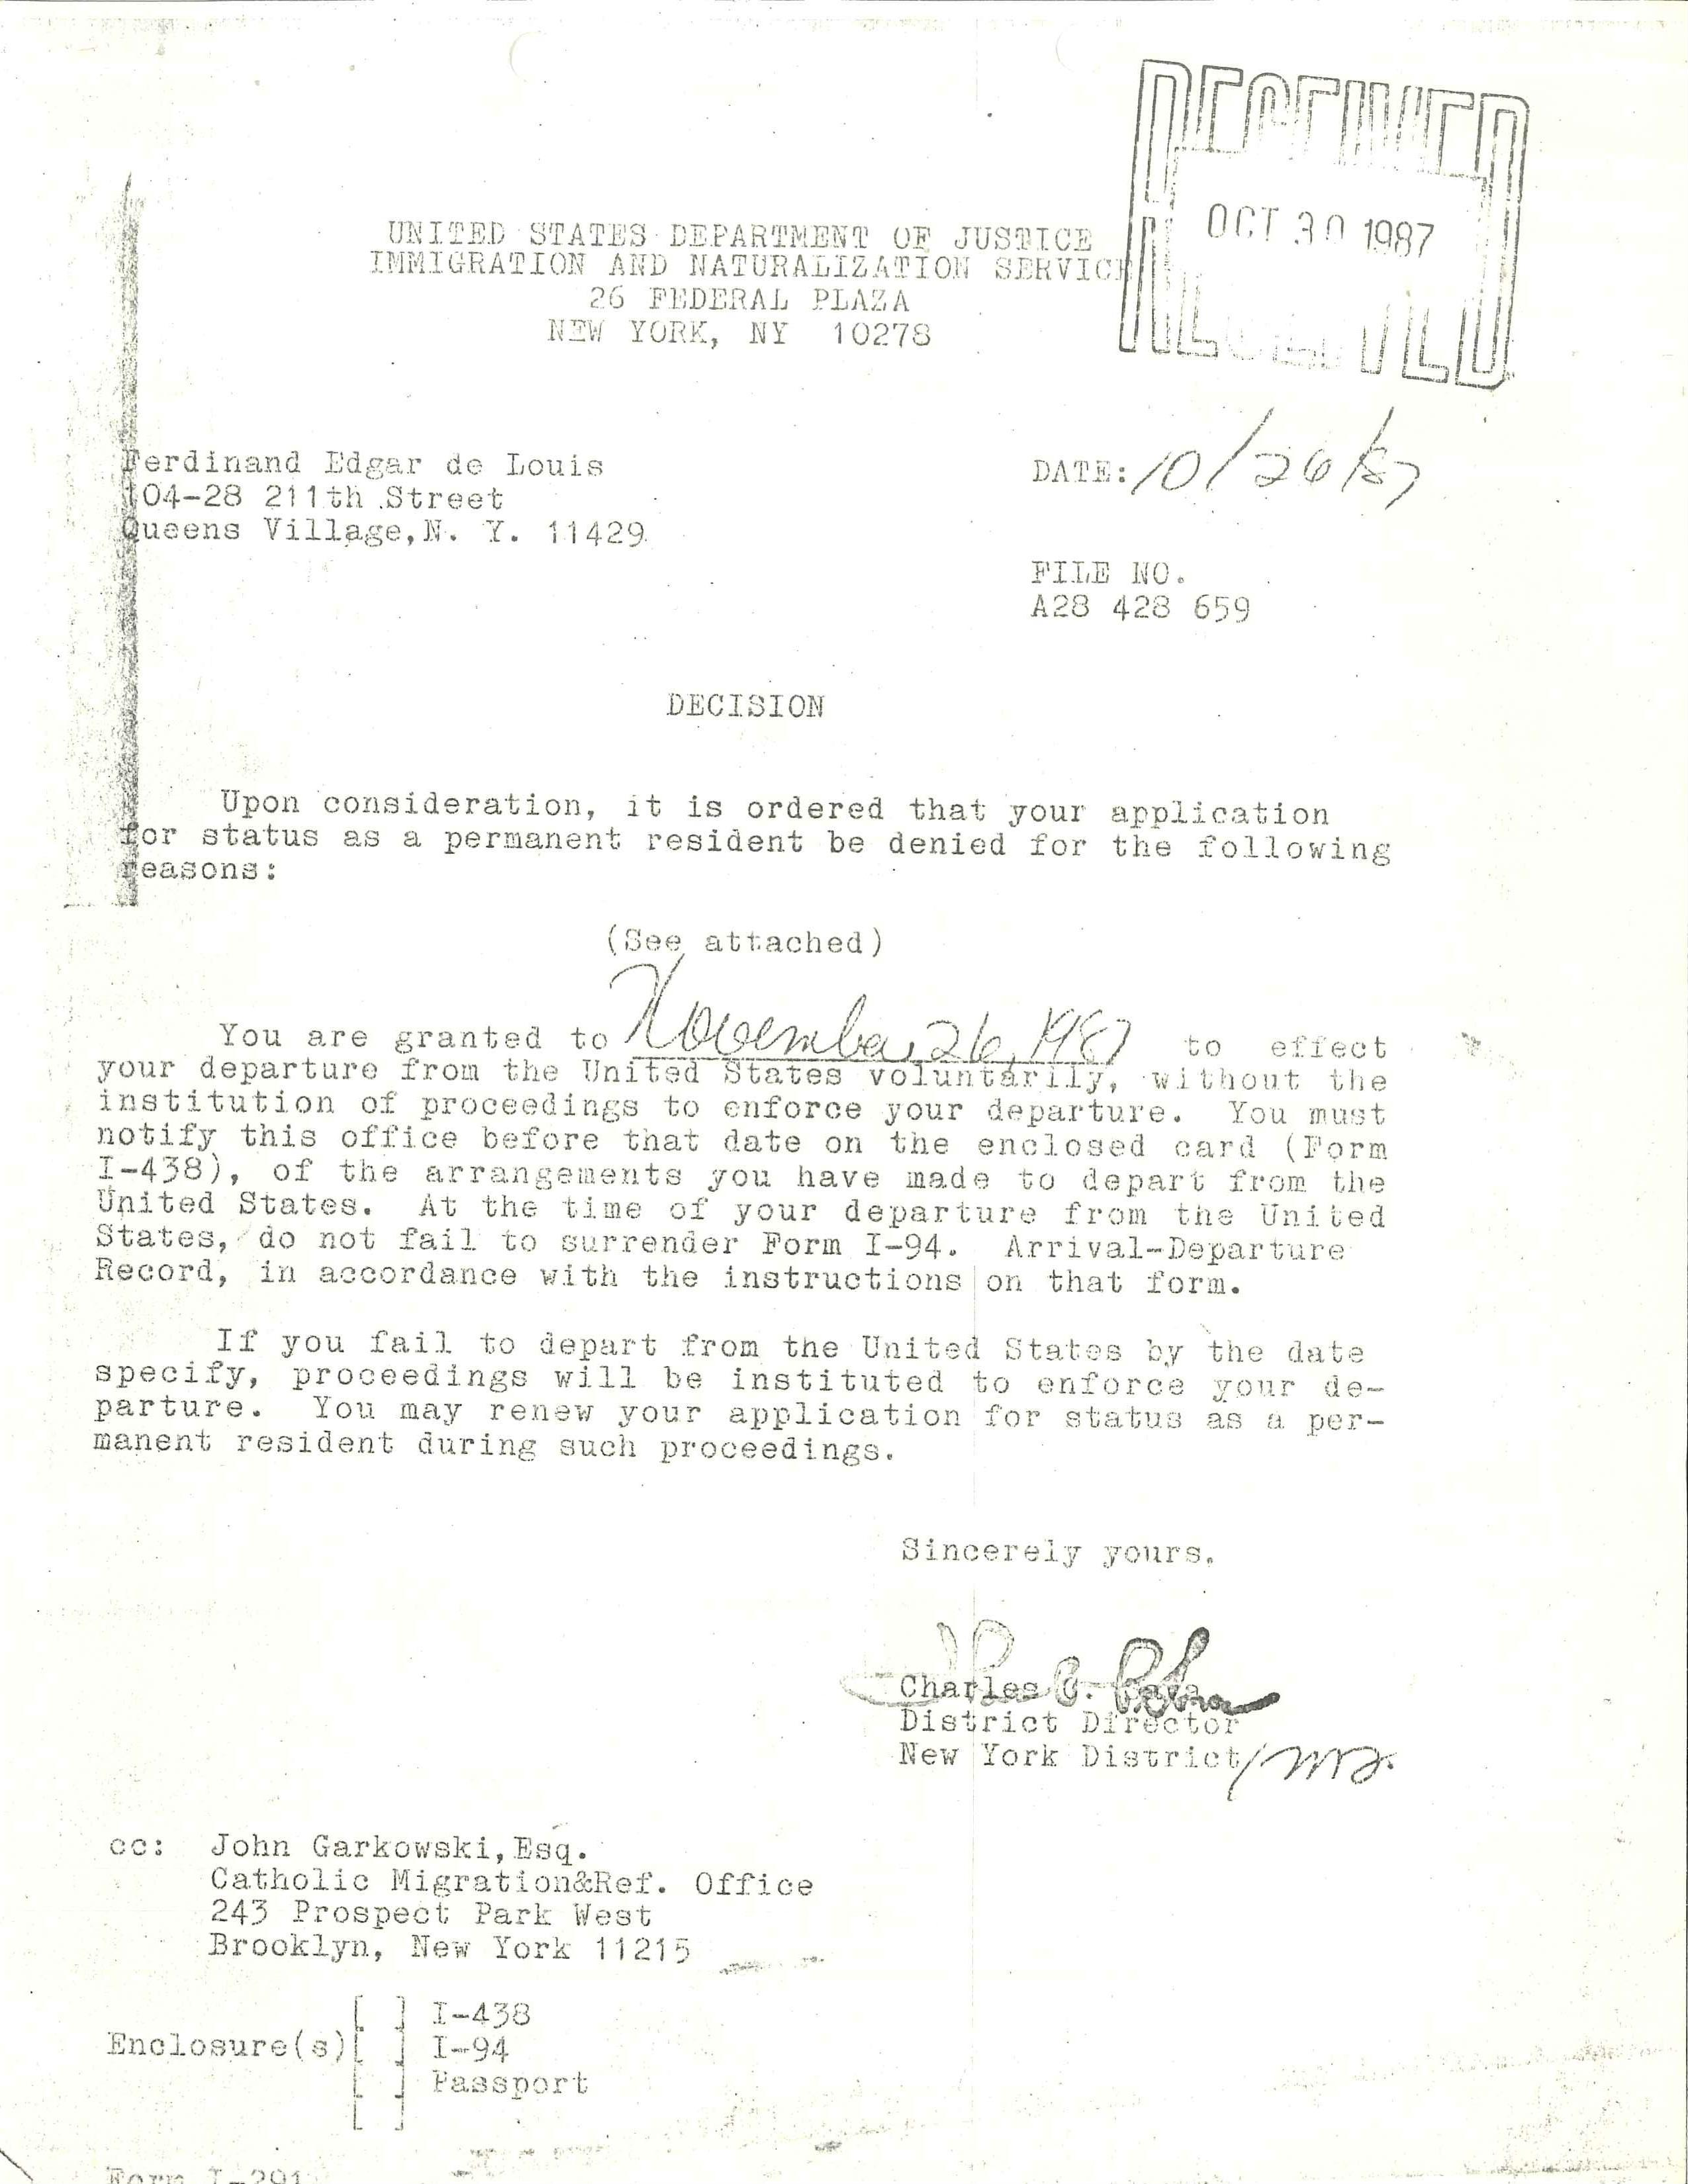 RECEIVED
OCT 30 1987
UNITED STATES DEPARTMENT OF JUSTICE
IMMIGRATION AND NATURALIZATION SERVICE
26 FEDERAL PLAZA
NEW YORK, NY 10278
Ferdinand Edgar de Louis
104-28 211th Street
Queens Village, N. Y. 11429
DATE: 10/26/87
FILE NO.
A28 428 659
DECISION
Upon consideration, it is ordered that your application
for status as a permanent resident be denied for the following
reasons:
(See attached)
You are granted to November 26, 1987 to effect
your departure from the United States voluntarily, without the
institution of proceedings to enforce your departure. You must
notify this office before that date on the enclosed card (Form
I-438), of the arrangements you have made to depart from the
United States. At the time of your departure from the United
States, do not fail to surrender Form I-94. Arrival-Departure
Record, in accordance with the instructions on that form.
If you fail to depart from the United States by the date
specify, proceedings will be instituted to enforce your de-
parture. You may renew your application for status as a per-
manent resident during such proceedings.
Sincerely yours.
Charles
District Director
New York District
cc: John Garkowski, Esq.
Catholic Migration&Ref. Office
243 Prospect Park West
Brooklyn, New York 11215
[ ] I-438
Enclosure(s) [ ] I-94
[ ] Passport
[ ]
Form I-291